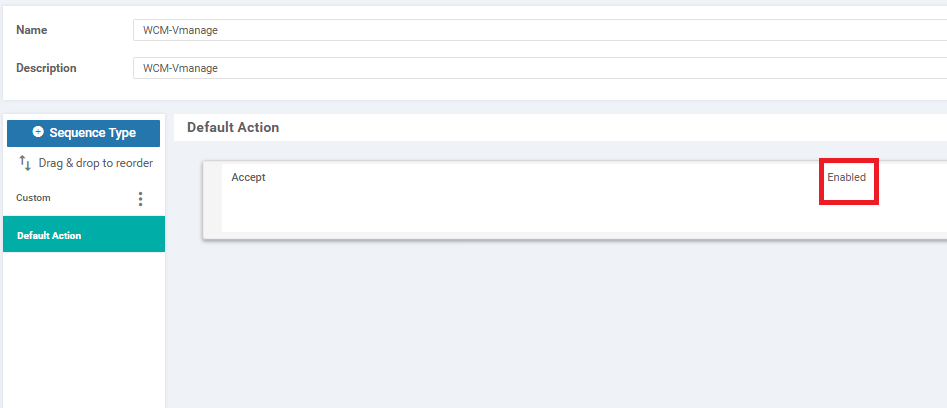 Name WCM-Vmanage
Description WCM-Vmanage
Sequence Type
Drag & drop to reorder
Custom
Default Action
Default Action
Accept Enabled